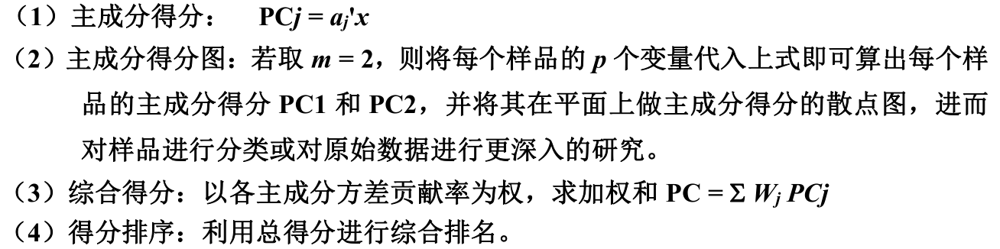 （1）主成分得分： PCj = aj'x
（2）主成分得分图：若取 m = 2，则将每个样品的 p 个变量代入上式即可算出每个样
品的主成分得分 PC1 和 PC2，并将其在平面上做主成分得分的散点图，进而
对样品进行分类或对原始数据进行更深入的研究。
（3）综合得分：以各主成分方差贡献率为权，求加权和 PC = Σ Wj PCj
（4）得分排序：利用总得分进行综合排名。